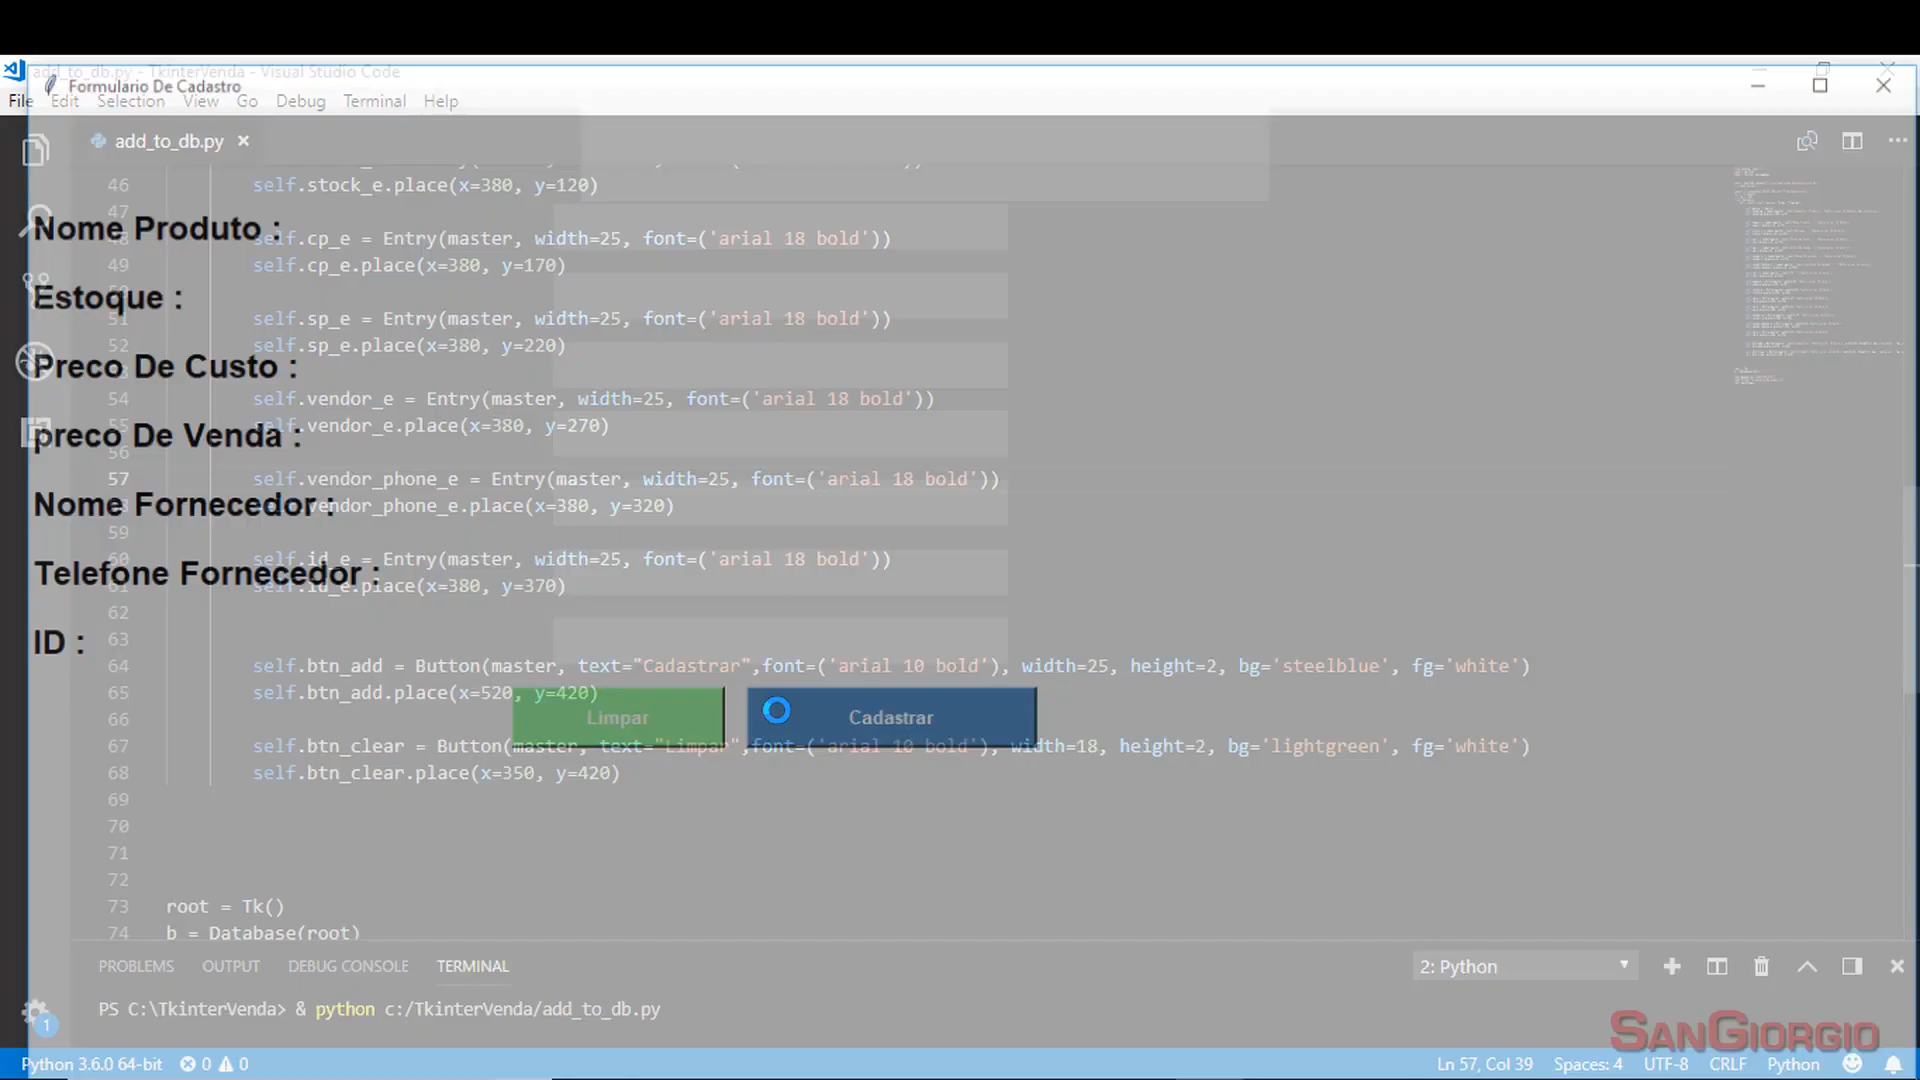 add_to_db.py - TkinterVenda - Visual Studio Code
Formulario De Cadastro
File Edit Selection View Go Debug Terminal Help
add_to_db.py
46 self.stock_e.place(x=380, y=120)
47
Nome Produto :
48 self.cp_e = Entry(master, width=25, font=('arial 18 bold'))
49 self.cp_e.place(x=380, y=170)
Estoque :
51 self.sp_e = Entry(master, width=25, font=('arial 18 bold'))
52 self.sp_e.place(x=380, y=220)
Preco De Custo :
54 self.vendor_e = Entry(master, width=25, font=('arial 18 bold'))
55 self.vendor_e.place(x=380, y=270)
preco De Venda :
56
57 self.vendor_phone_e = Entry(master, width=25, font=('arial 18 bold'))
Nome Fornecedor :
self.vendor_phone_e.place(x=380, y=320)
59
60 self.id_e = Entry(master, width=25, font=('arial 18 bold'))
Telefone Fornecedor :
61 self.id_e.place(x=380, y=370)
62
63
ID :
64 self.btn_add = Button(master, text="Cadastrar",font=('arial 10 bold'), width=25, height=2, bg='steelblue', fg='white')
65 self.btn_add.place(x=520, y=420)
Limpar
Cadastrar
66
67 self.btn_clear = Button(master, text="Limpar",font=('arial 10 bold'), width=18, height=2, bg='lightgreen', fg='white')
68 self.btn_clear.place(x=350, y=420)
69
70
71
72
73 root = Tk()
74 b = Database(root)
PROBLEMS OUTPUT DEBUG CONSOLE TERMINAL
2: Python
PS C:\TkinterVenda> & python c:/TkinterVenda/add_to_db.py
SANGIORGIO
1
Python 3.6.0 64-bit 0 0
Ln 57, Col 39 Spaces: 4 UTF-8 CRLF Python